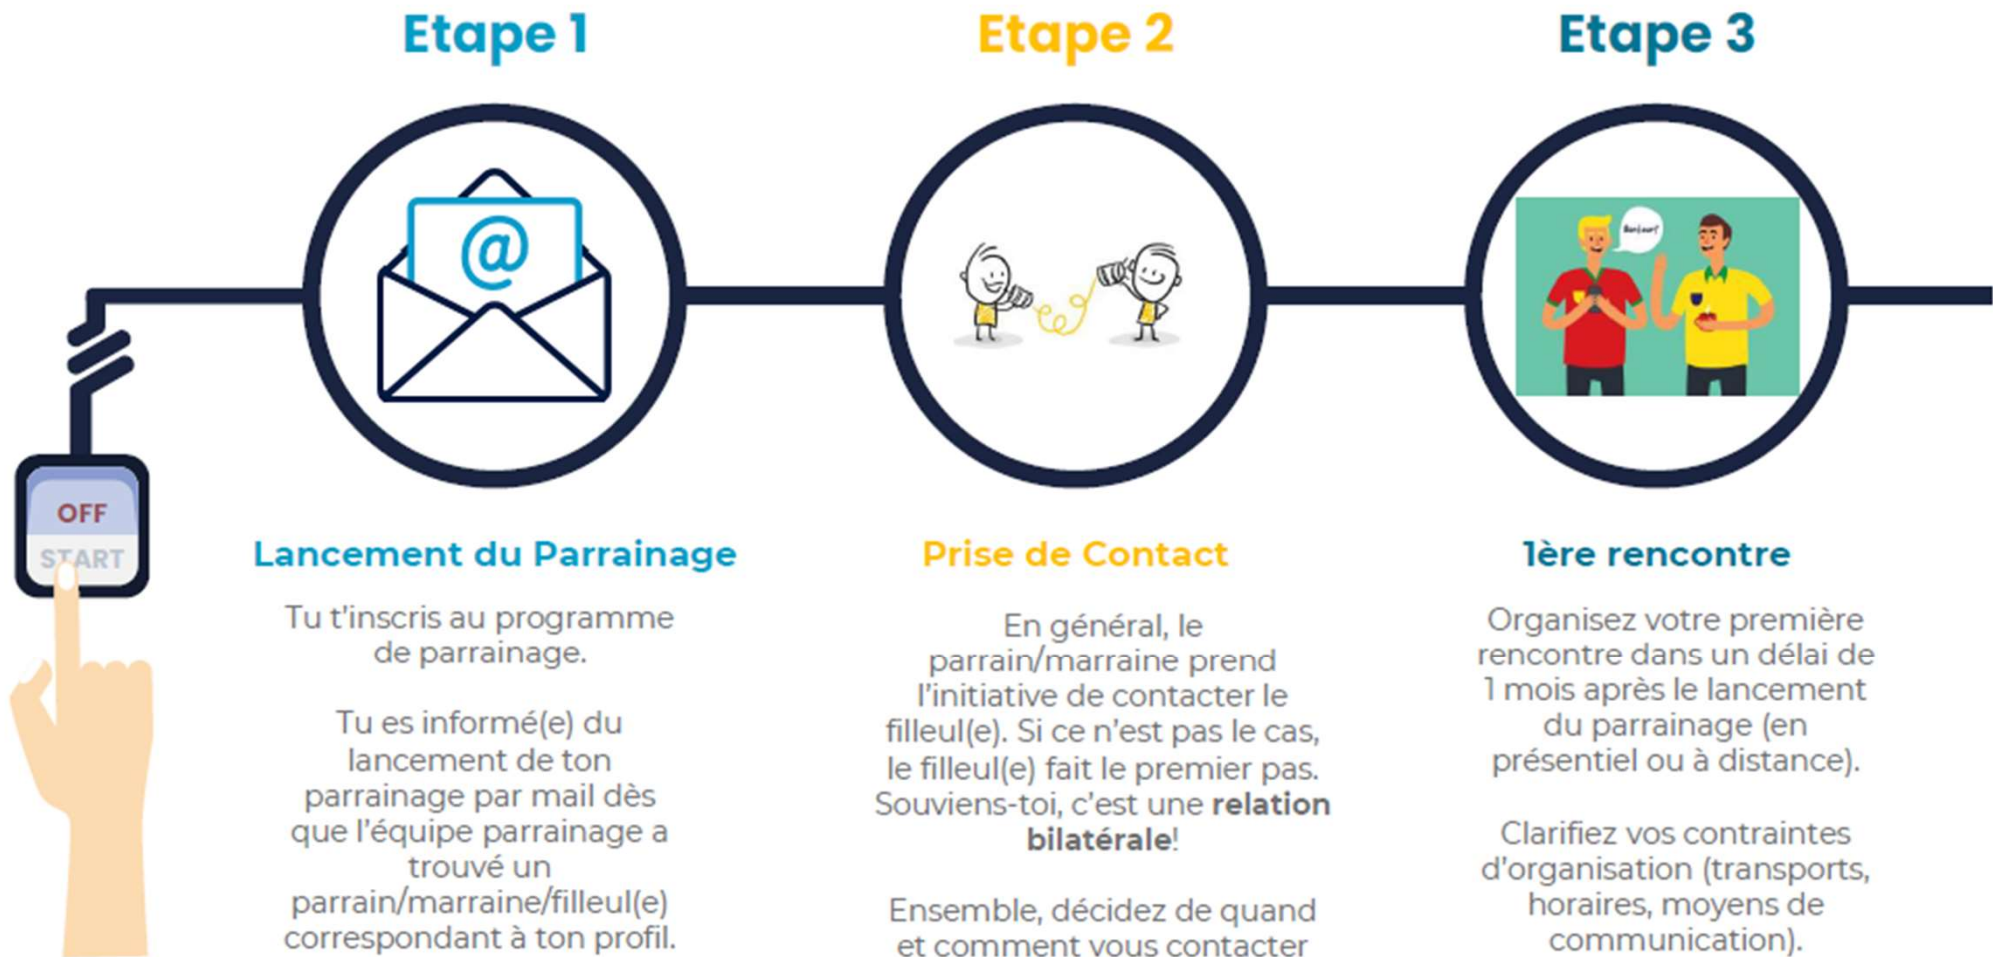 Etape 1
Etape 2
Etape 3
@
Bonjour!
OFF
START
Lancement du Parrainage
Tu t'inscris au programme
de parrainage.
Tu es informé(e) du
lancement de ton
parrainage par mail dès
que l'équipe parrainage a
trouvé un
parrain/marraine/filleul(e)
correspondant à ton profil.
Prise de Contact
En général, le
parrain/marraine prend
l'initiative de contacter le
filleul(e). Si ce n'est pas le cas,
le filleul(e) fait le premier pas.
Souviens-toi, c'est une relation
bilatérale!
Ensemble, décidez de quand
et comment vous contacter
1ère rencontre
Organisez votre première
rencontre dans un délai de
1 mois après le lancement
du parrainage (en
présentiel ou à distance).
Clarifiez vos contraintes
d'organisation (transports,
horaires, moyens de
communication).